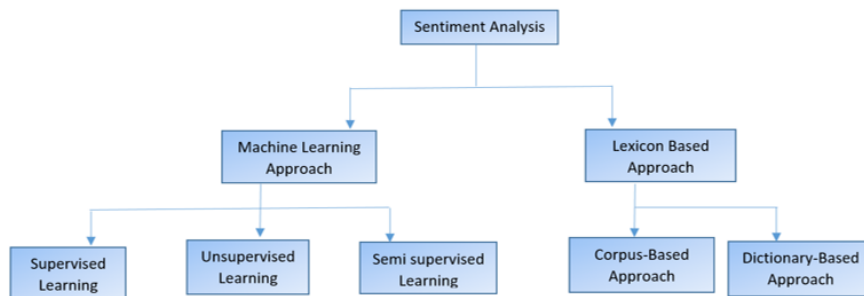 Sentiment Analysis
Machine Learning
Approach
Lexicon Based
Approach
Supervised
Learning
Unsupervised
Learning
Semi supervised
Learning
Corpus-Based
Approach
Dictionary-Based
Approach